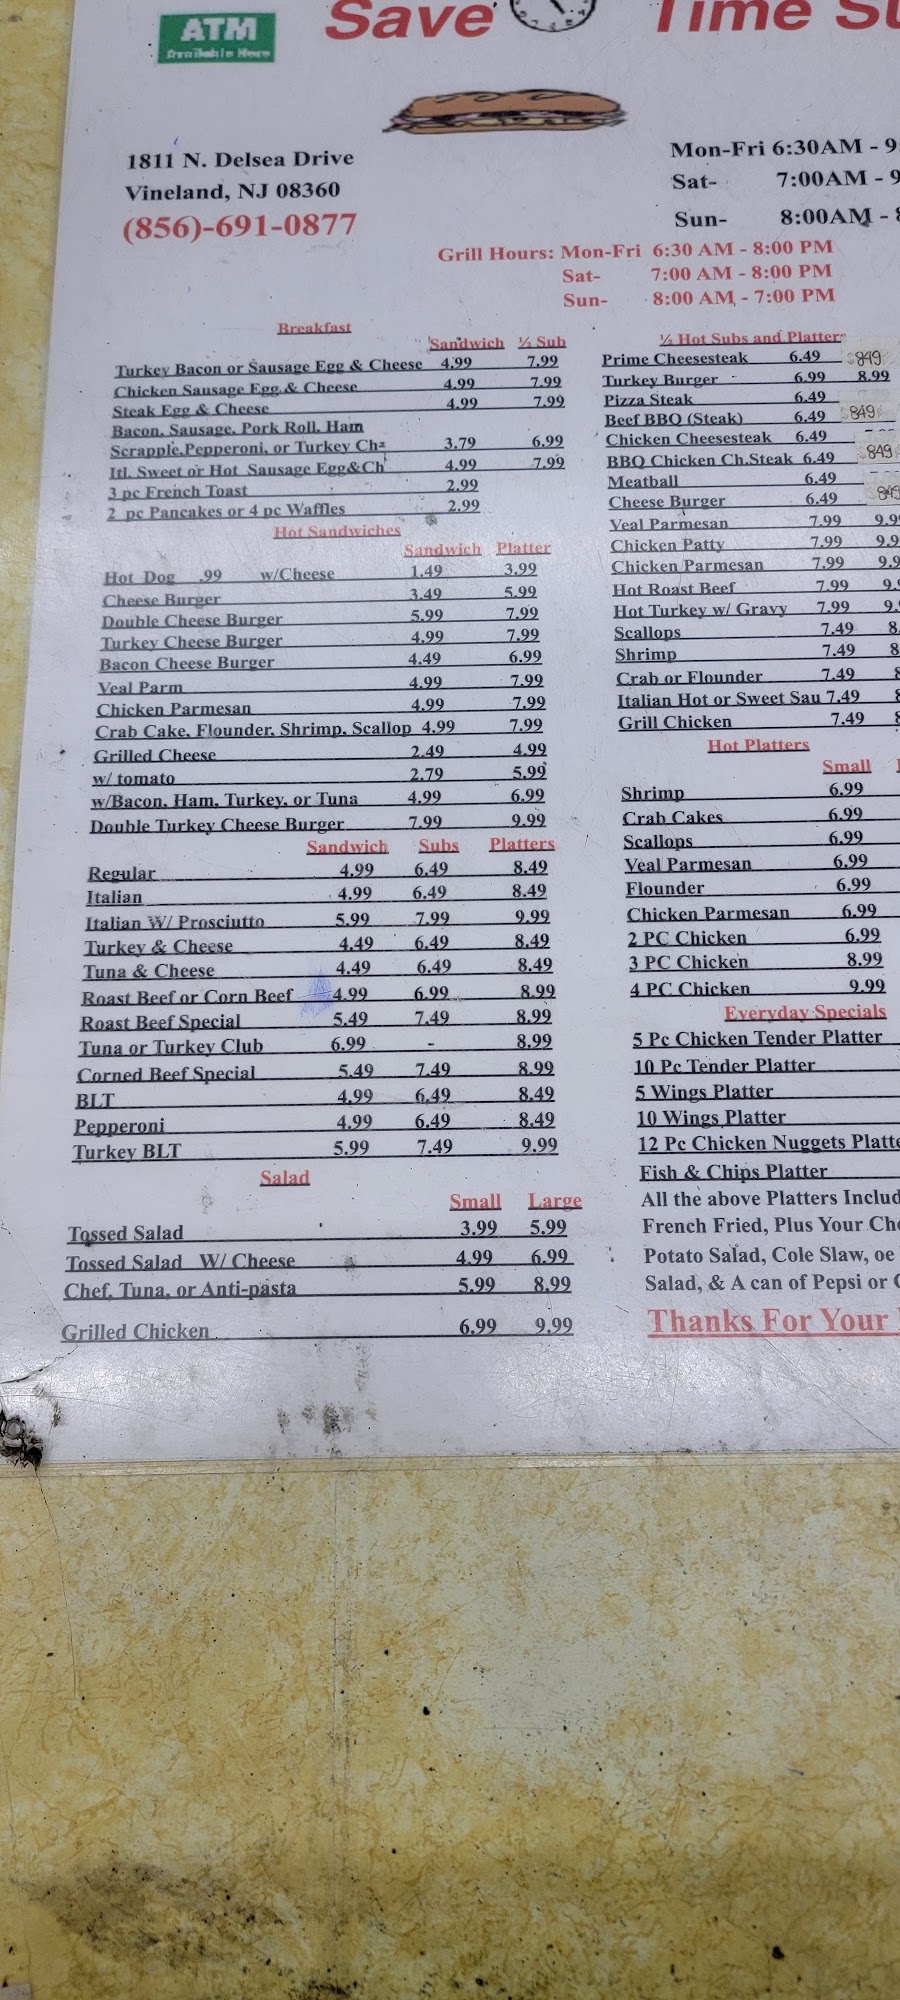 ATM
Available Here
Save Time
1811 N. Delsea Drive
Vineland, NJ 08360
(856)-691-0877
Mon-Fri 6:30AM - 9
Sat- 7:00AM - 9
Sun- 8:00AM -
Grill Hours: Mon-Fri 6:30 AM - 8:00 PM
Sat- 7:00 AM - 8:00 PM
Sun- 8:00 AM - 7:00 PM
Breakfast
Sandwich ½ Sub
Turkey Bacon or Sausage Egg & Cheese 4.99 7.99
Chicken Sausage Egg & Cheese 4.99 7.99
Steak Egg & Cheese 4.99 7.99
Bacon, Sausage, Pork Roll, Ham
Scrapple,Pepperoni, or Turkey Ch 3.79 6.99
Itl. Sweet or Hot Sausage Egg&Ch 4.99 7.99
3 pc French Toast 2.99
2 pc Pancakes or 4 pc Waffles 2.99
Hot Sandwiches
Sandwich Platter
Hot Dog .99 w/Cheese 1.49 3.99
Cheese Burger 3.49 5.99
Double Cheese Burger 5.99 7.99
Turkey Cheese Burger 4.99 7.99
Bacon Cheese Burger 4.49 6.99
Veal Parm 4.99 7.99
Chicken Parmesan 4.99 7.99
Crab Cake, Flounder, Shrimp, Scallop 4.99 7.99
Grilled Cheese 2.49 4.99
w/ tomato 2.79 5.99
w/Bacon, Ham, Turkey, or Tuna 4.99 6.99
Double Turkey Cheese Burger 7.99 9.99
Sandwich Subs Platters
Regular 4.99 6.49 8.49
Italian 4.99 6.49 8.49
Italian W/ Prosciutto 5.99 7.99 9.99
Turkey & Cheese 4.49 6.49 8.49
Tuna & Cheese 4.49 6.49 8.49
Roast Beef or Corn Beef 4.99 6.99 8.99
Roast Beef Special 5.49 7.49 8.99
Tuna or Turkey Club 6.99 - 8.99
Corned Beef Special 5.49 7.49 8.99
BLT 4.99 6.49 8.49
Pepperoni 4.99 6.49 8.49
Turkey BLT 5.99 7.49 9.99
Salad
Small Large
Tossed Salad 3.99 5.99
Tossed Salad W/ Cheese 4.99 6.99
Chef, Tuna, or Anti-pasta 5.99 8.99
Grilled Chicken 6.99 9.99
½ Hot Subs and Platters
Prime Cheesesteak 6.49 $849
Turkey Burger 6.99 8.99
Pizza Steak 6.49
Beef BBQ (Steak) 6.49 $849
Chicken Cheesesteak 6.49
BBQ Chicken Ch.Steak 6.49 $849
Meatball 6.49
Cheese Burger 6.49 $849
Veal Parmesan 7.99 9.9
Chicken Patty 7.99 9.9
Chicken Parmesan 7.99 9.9
Hot Roast Beef 7.99 9.
Hot Turkey w/ Gravy 7.99 9.
Scallops 7.49 8.
Shrimp 7.49 8
Crab or Flounder 7.49 8
Italian Hot or Sweet Sau 7.49 8
Grill Chicken 7.49 8
Hot Platters
Small
Shrimp 6.99
Crab Cakes 6.99
Scallops 6.99
Veal Parmesan 6.99
Flounder 6.99
Chicken Parmesan 6.99
2 PC Chicken 6.99
3 PC Chicken 8.99
4 PC Chicken 9.99
Everyday Specials
5 Pc Chicken Tender Platter
10 Pc Tender Platter
5 Wings Platter
10 Wings Platter
12 Pc Chicken Nuggets Platte
Fish & Chips Platter
All the above Platters Includ
French Fried, Plus Your Cho
Potato Salad, Cole Slaw, oe
Salad, & A can of Pepsi or
Thanks For Your